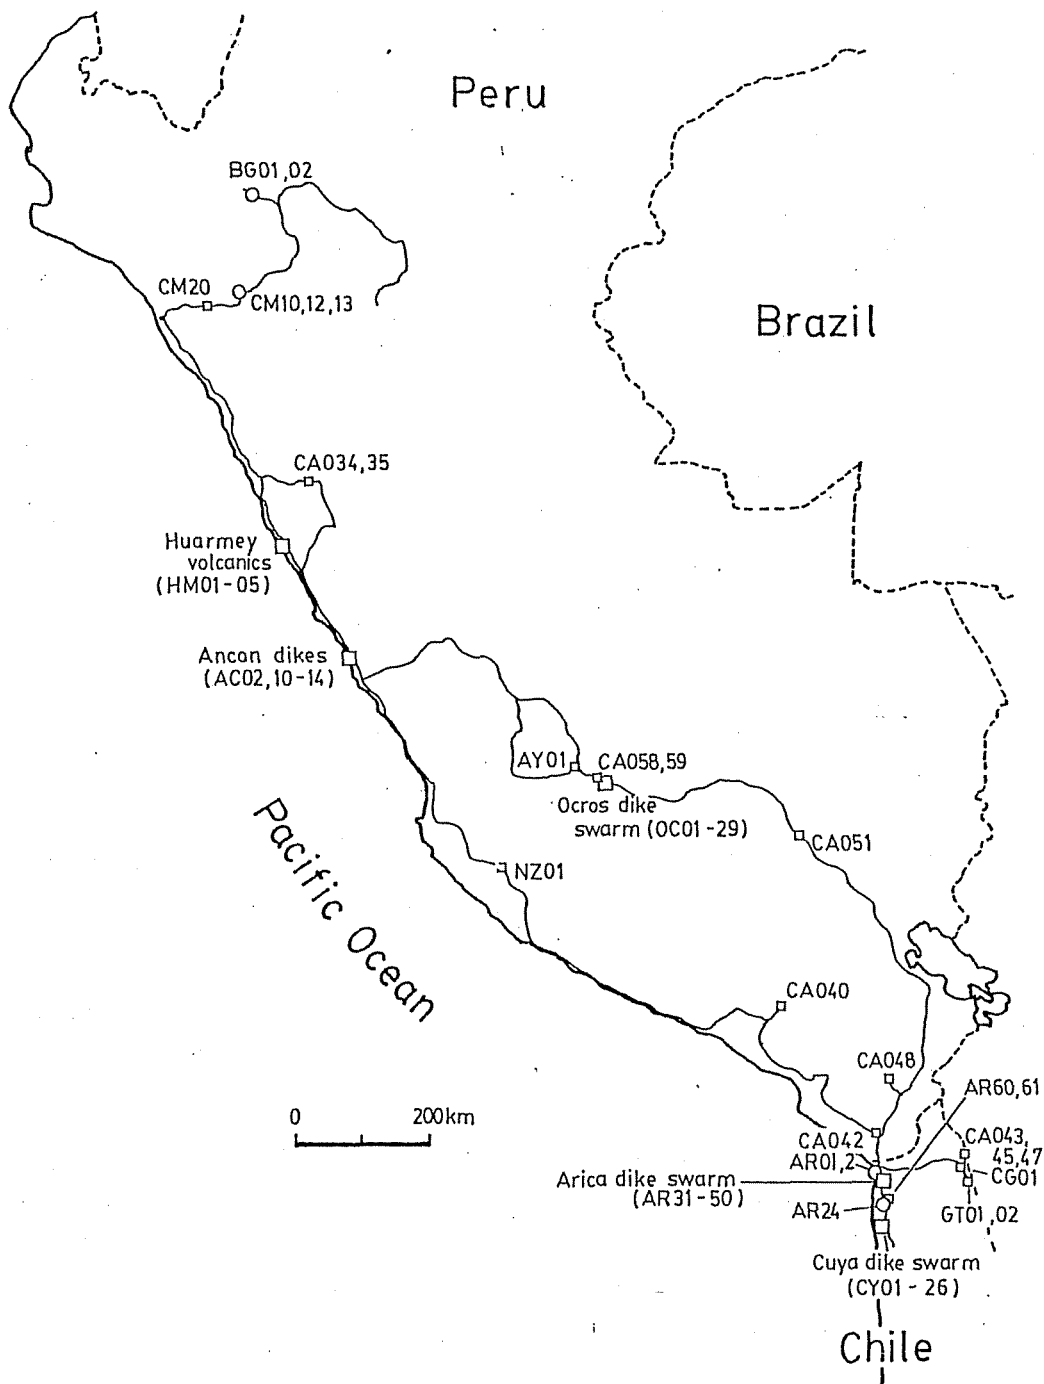 Peru
BG01,02
CM20
CM10,12,13
Brazil
CA034,35
Huarmey
volcanics
(HM01-05)
Ancon dikes
(AC02,10-14)
AY01
CA058,59
Ocros dike
swarm (OC01-29)
CA051
NZ01
Pacific Ocean
CA040
CA048
AR60,61
0 200km
CA042
AR01,2
CA043,
45,47
CG01
Arica dike swarm
(AR31-50)
AR24
GT01,02
Cuya dike swarm
(CY01-26)
Chile